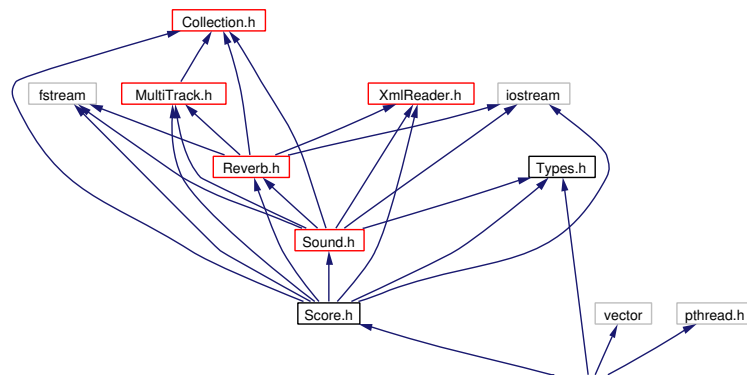 Collection.h
fstream
MultiTrack.h
XmlReader.h
iostream
Reverb.h
Types.h
Sound.h
Score.h
vector
pthread.h